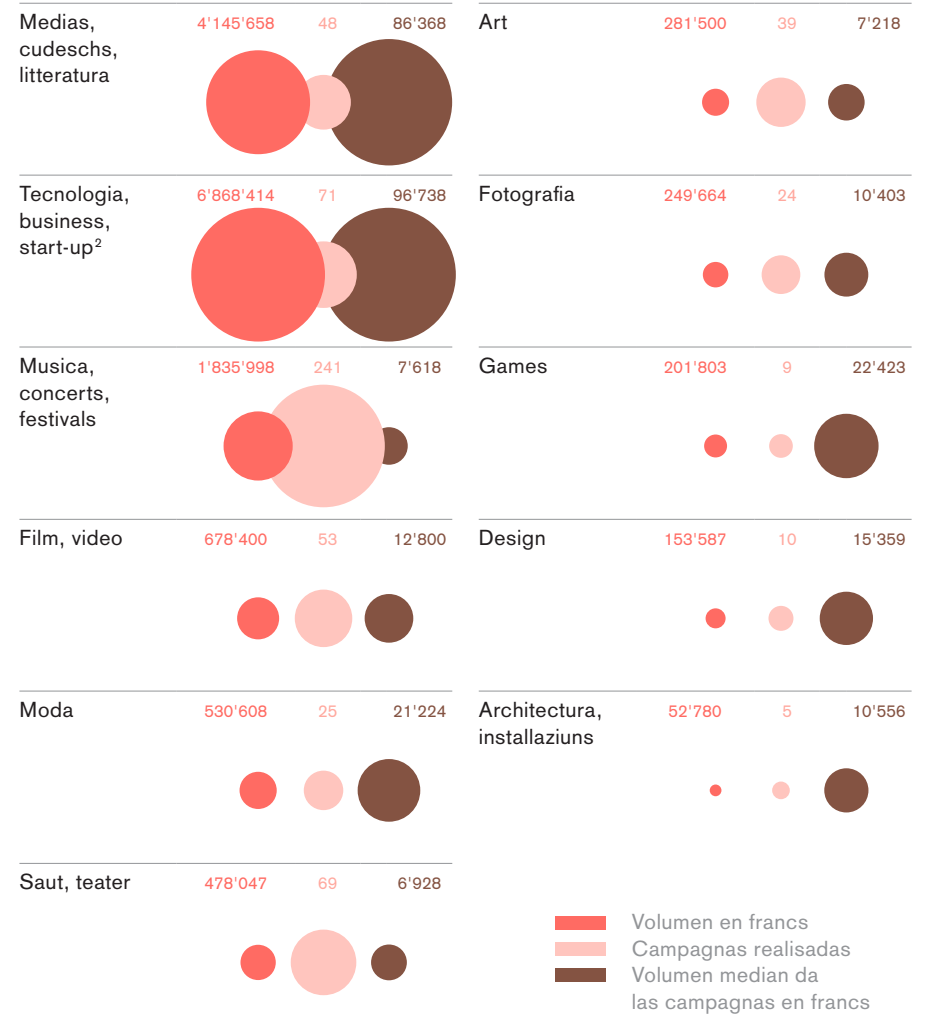 Medias, 4'145'658 48 86'368
cudeschs,
litteratura
Tecnologia, 6'868'414 71 96'738
business,
start-up²
Musica, 1'835'998 241 7'618
concerts,
festivals
Film, video 678'400 53 12'800
Moda 530'608 25 21'224
Saut, teater 478'047 69 6'928
Art 281'500 39 7'218
Fotografia 249'664 24 10'403
Games 201'803 9 22'423
Design 153'587 10 15'359
Architectura, 52'780 5 10'556
installaziuns
Volumen en francs
Campagnas realisadas
Volumen median da
las campagnas en francs